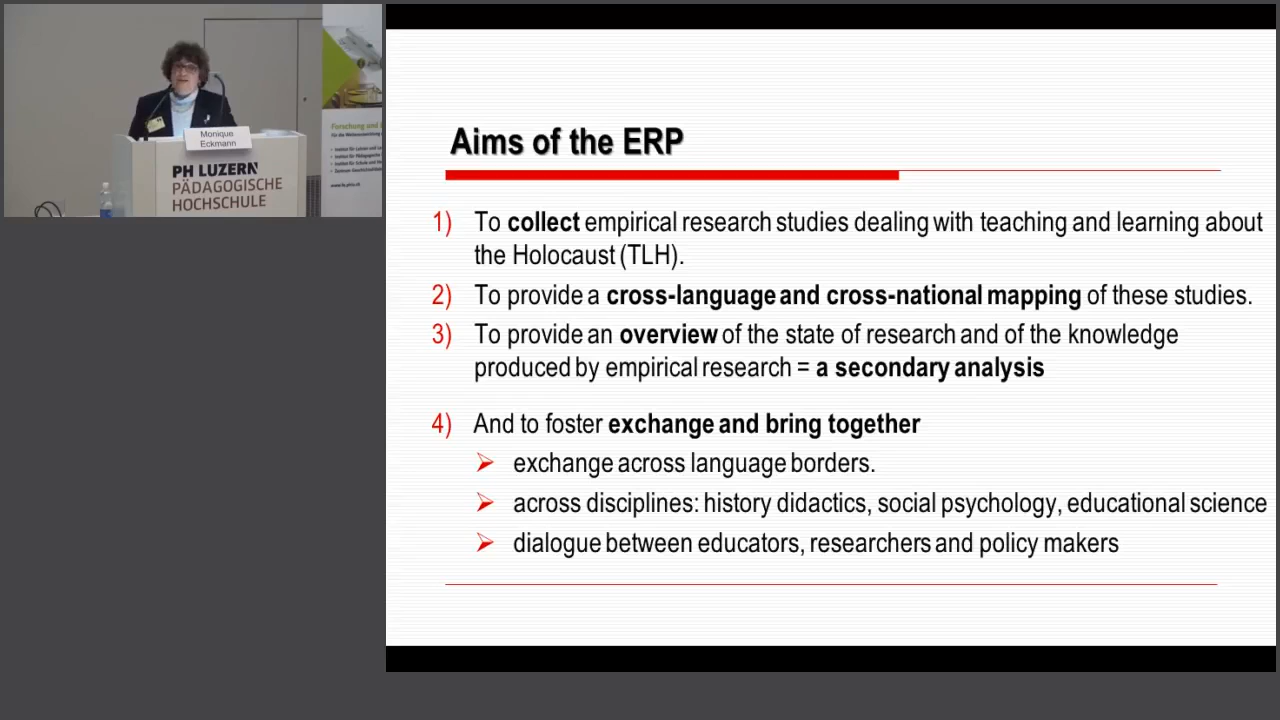 Monique
Eckmann
PH LUZERN
PÄDAGOGISCHE
HOCHSCHULE
Aims of the ERP
1) To collect empirical research studies dealing with teaching and learning about
the Holocaust (TLH).
2) To provide a cross-language and cross-national mapping of these studies.
3) To provide an overview of the state of research and of the knowledge
produced by empirical research = a secondary analysis
4) And to foster exchange and bring together
exchange across language borders.
across disciplines: history didactics, social psychology, educational science
dialogue between educators, researchers and policy makers